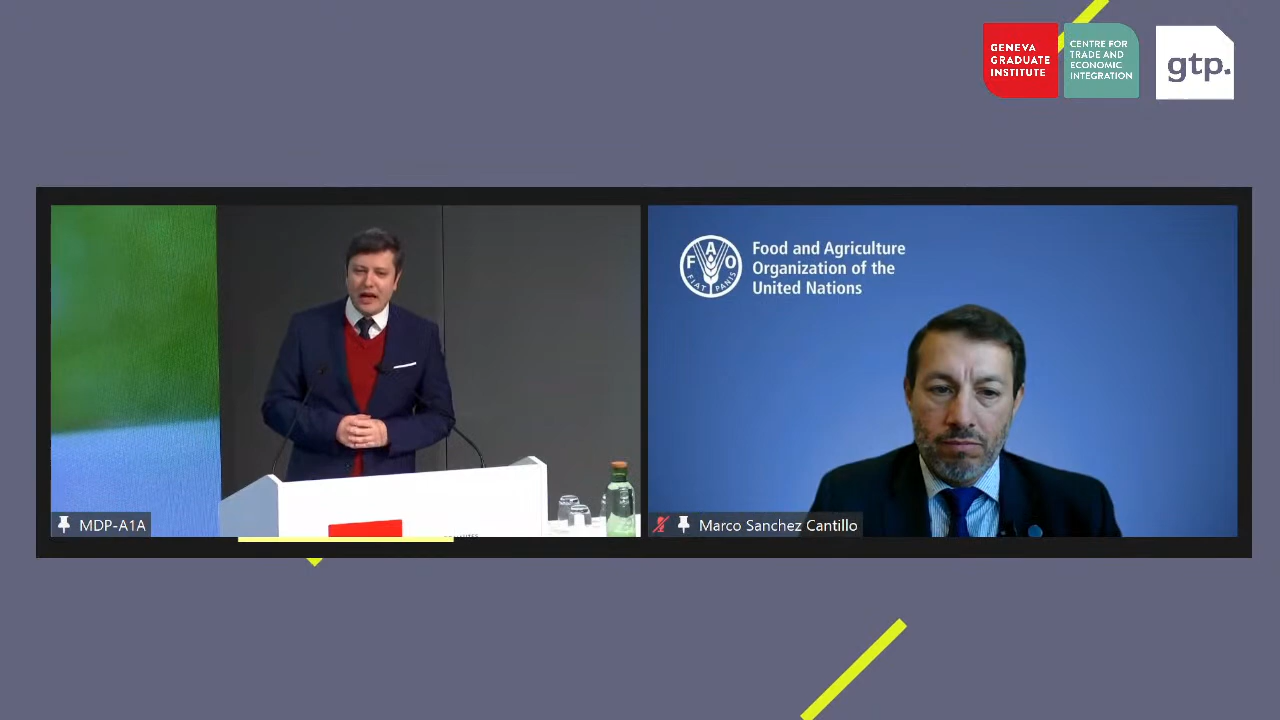 GENEVA
GRADUATE
INSTITUTE
CENTRE FOR
TRADE AND
ECONOMIC
INTEGRATION
gtp.
FAO
FIAT PANIS
Food and Agriculture
Organization of the
United Nations
MDP-A1A
Marco Sanchez Cantillo